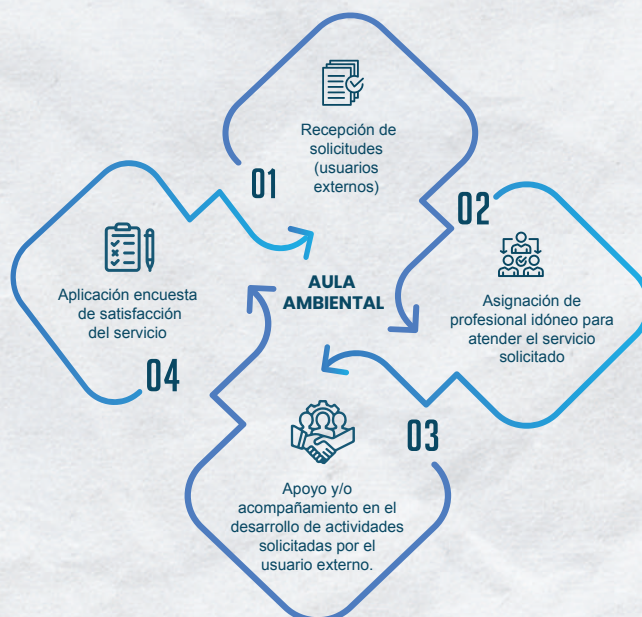 01
Recepción de
solicitudes
(usuarios
externos)
02
Asignación de
profesional idóneo para
atender el servicio
solicitado
AULA
AMBIENTAL
03
Apoyo y/o
acompañamiento en el
desarrollo de actividades
solicitadas por el
usuario externo.
04
Aplicación encuesta
de satisfacción
del servicio